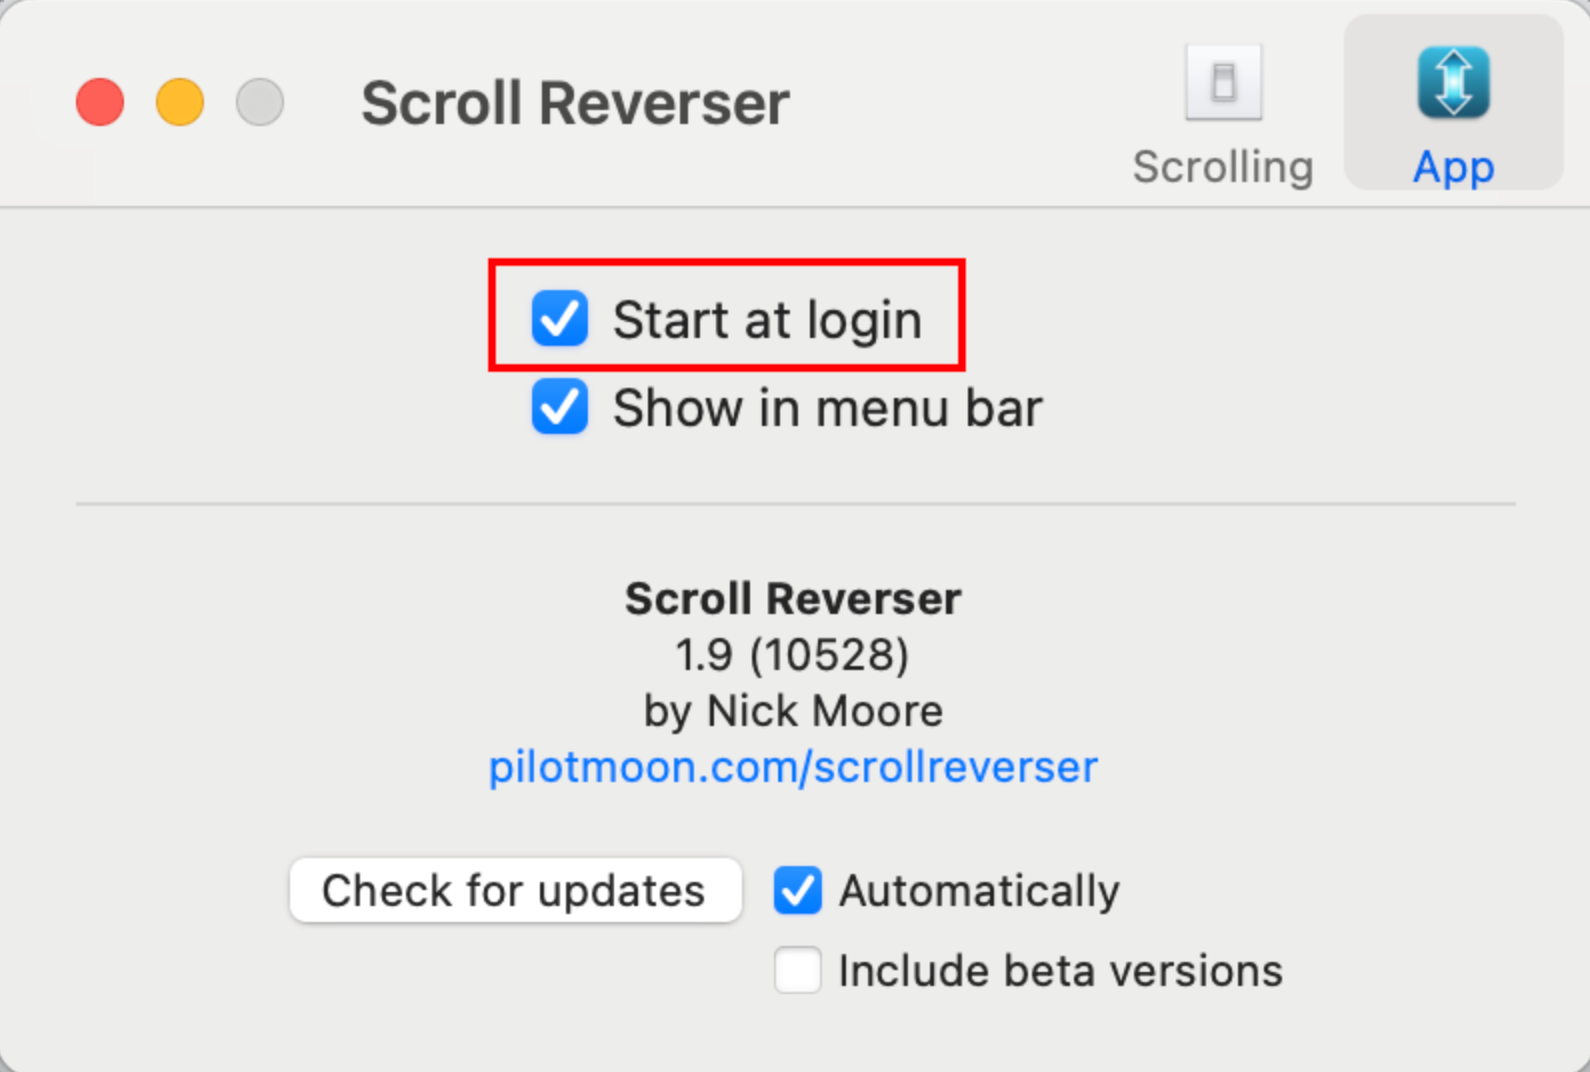 Scroll Reverser
Scrolling
App
Start at login
Show in menu bar
Scroll Reverser
1.9 (10528)
by Nick Moore
pilotmoon.com/scrollreverser
Check for updates
Automatically
Include beta versions